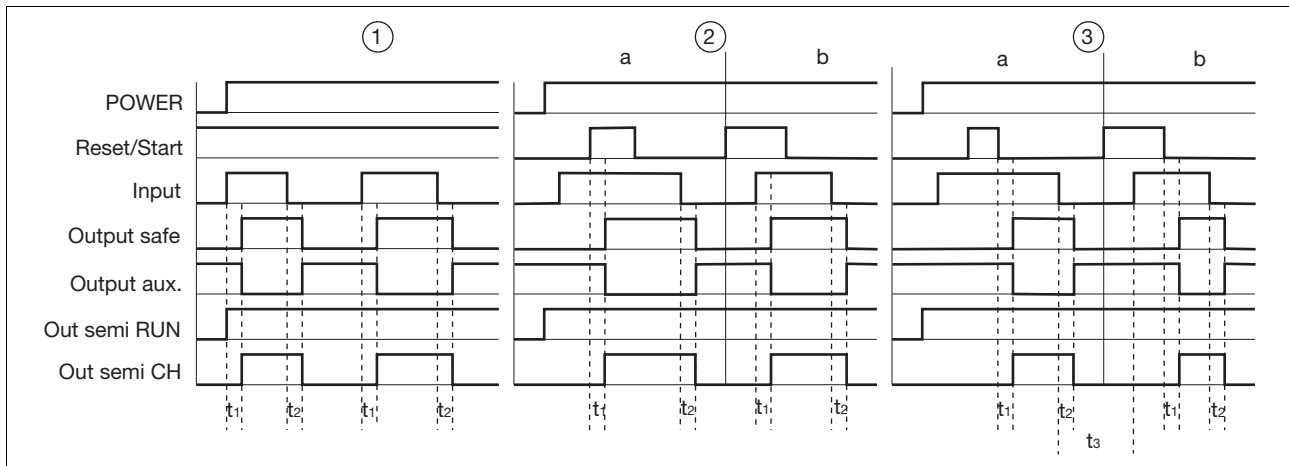 1 2 3
a b a b
POWER
Reset/Start
Input
Output safe
Output aux.
Out semi RUN
Out semi CH
t1 t2 t1 t2 t1 t2 t1 t2 t1 t2 t1 t2
t3